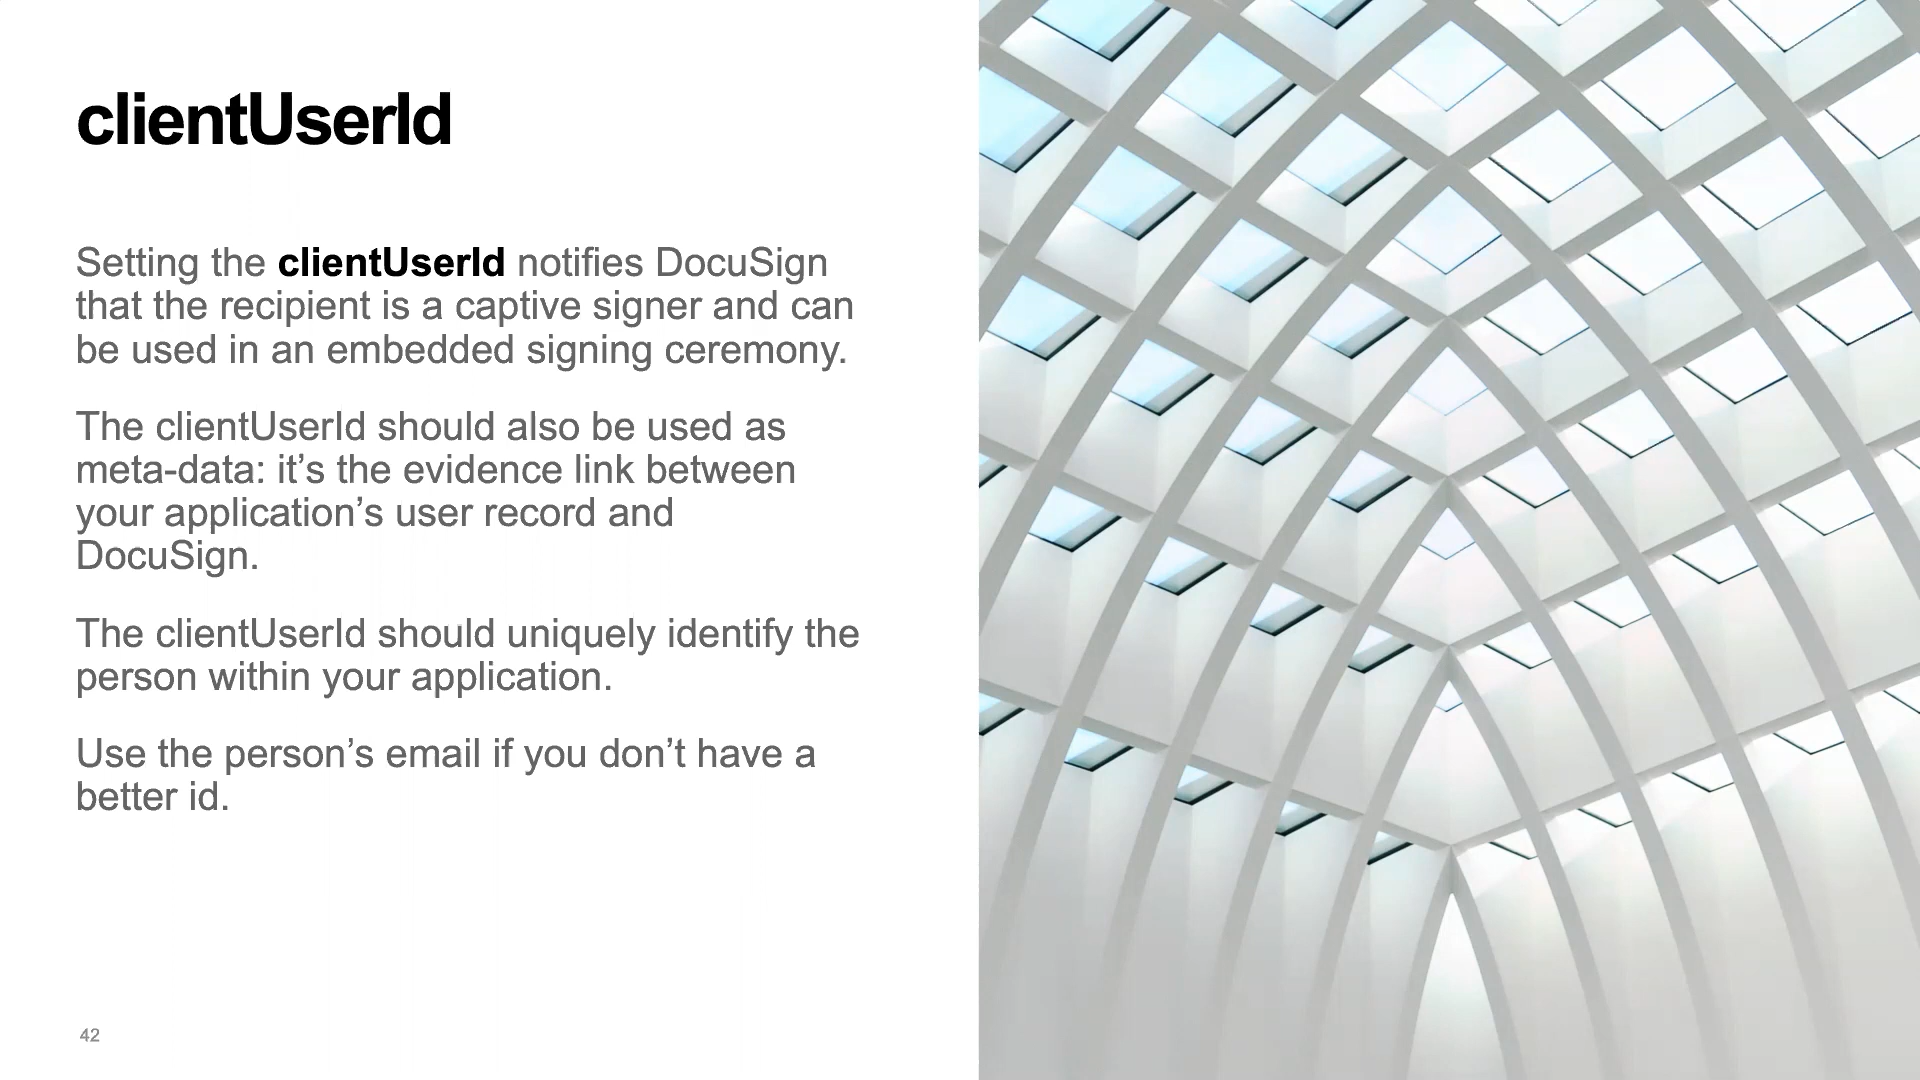 clientUserId
Setting the clientUserId notifies DocuSign
that the recipient is a captive signer and can
be used in an embedded signing ceremony.
The clientUserId should also be used as
meta-data: it’s the evidence link between
your application’s user record and
DocuSign.
The clientUserId should uniquely identify the
person within your application.
Use the person’s email if you don’t have a
better id.
42